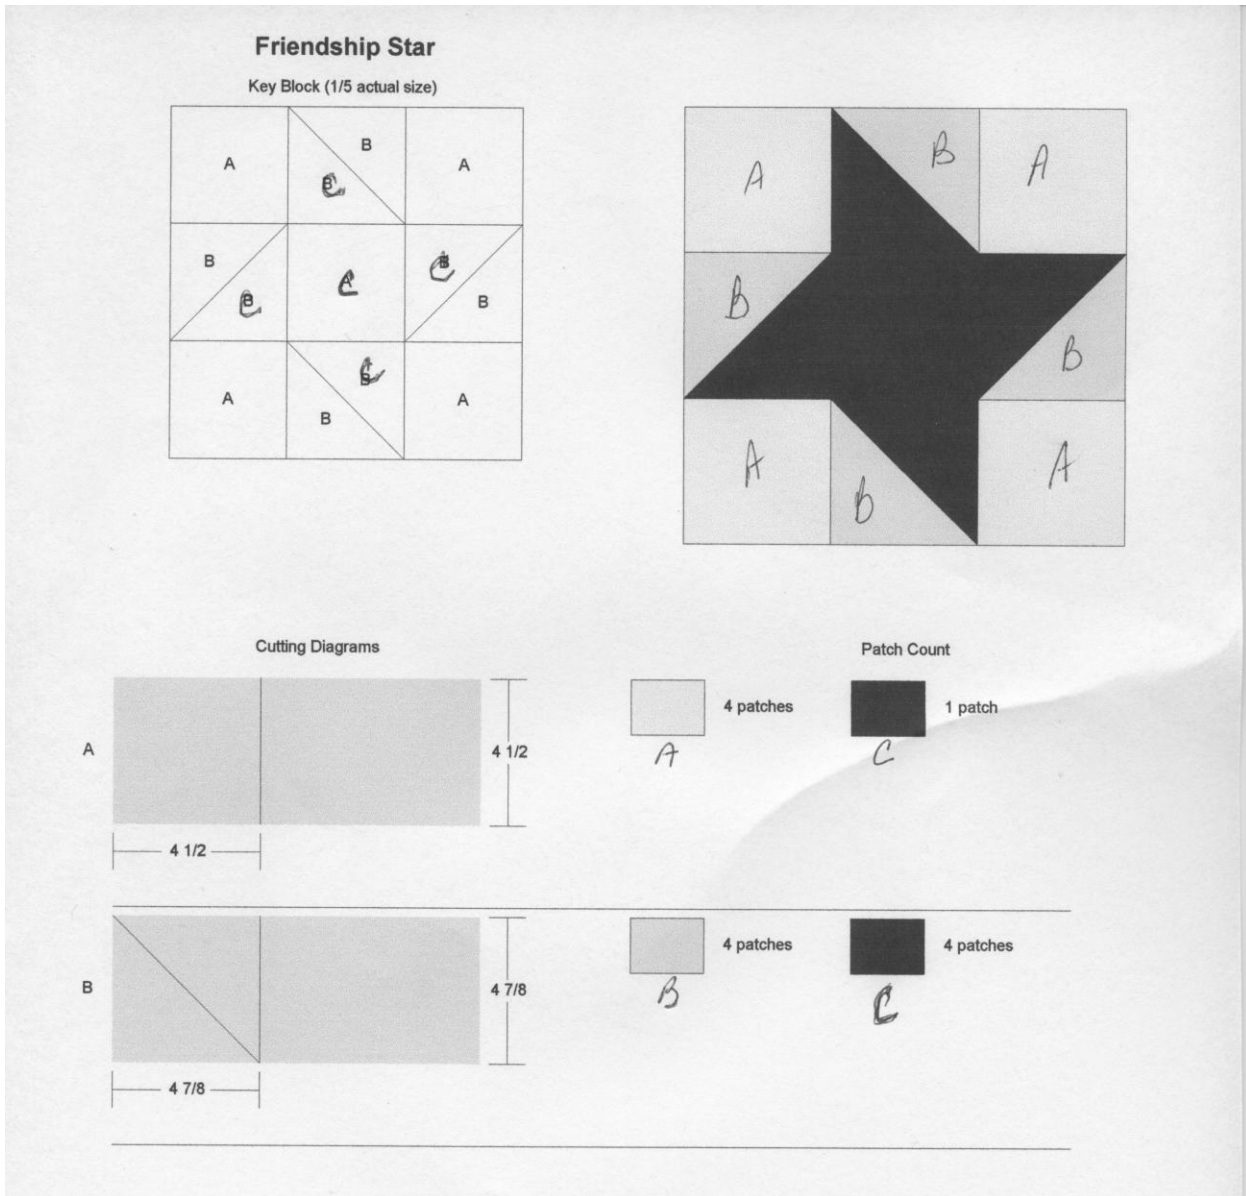 Friendship Star
Key Block (1/5 actual size)
A B A
C
B C C
C B
C
A B A
B A
A
B
B
A A
B
Cutting Diagrams
Patch Count
A
4 1/2
4 1/2
4 patches
A
1 patch
C
B
4 7/8
4 7/8
4 patches
B
4 patches
C